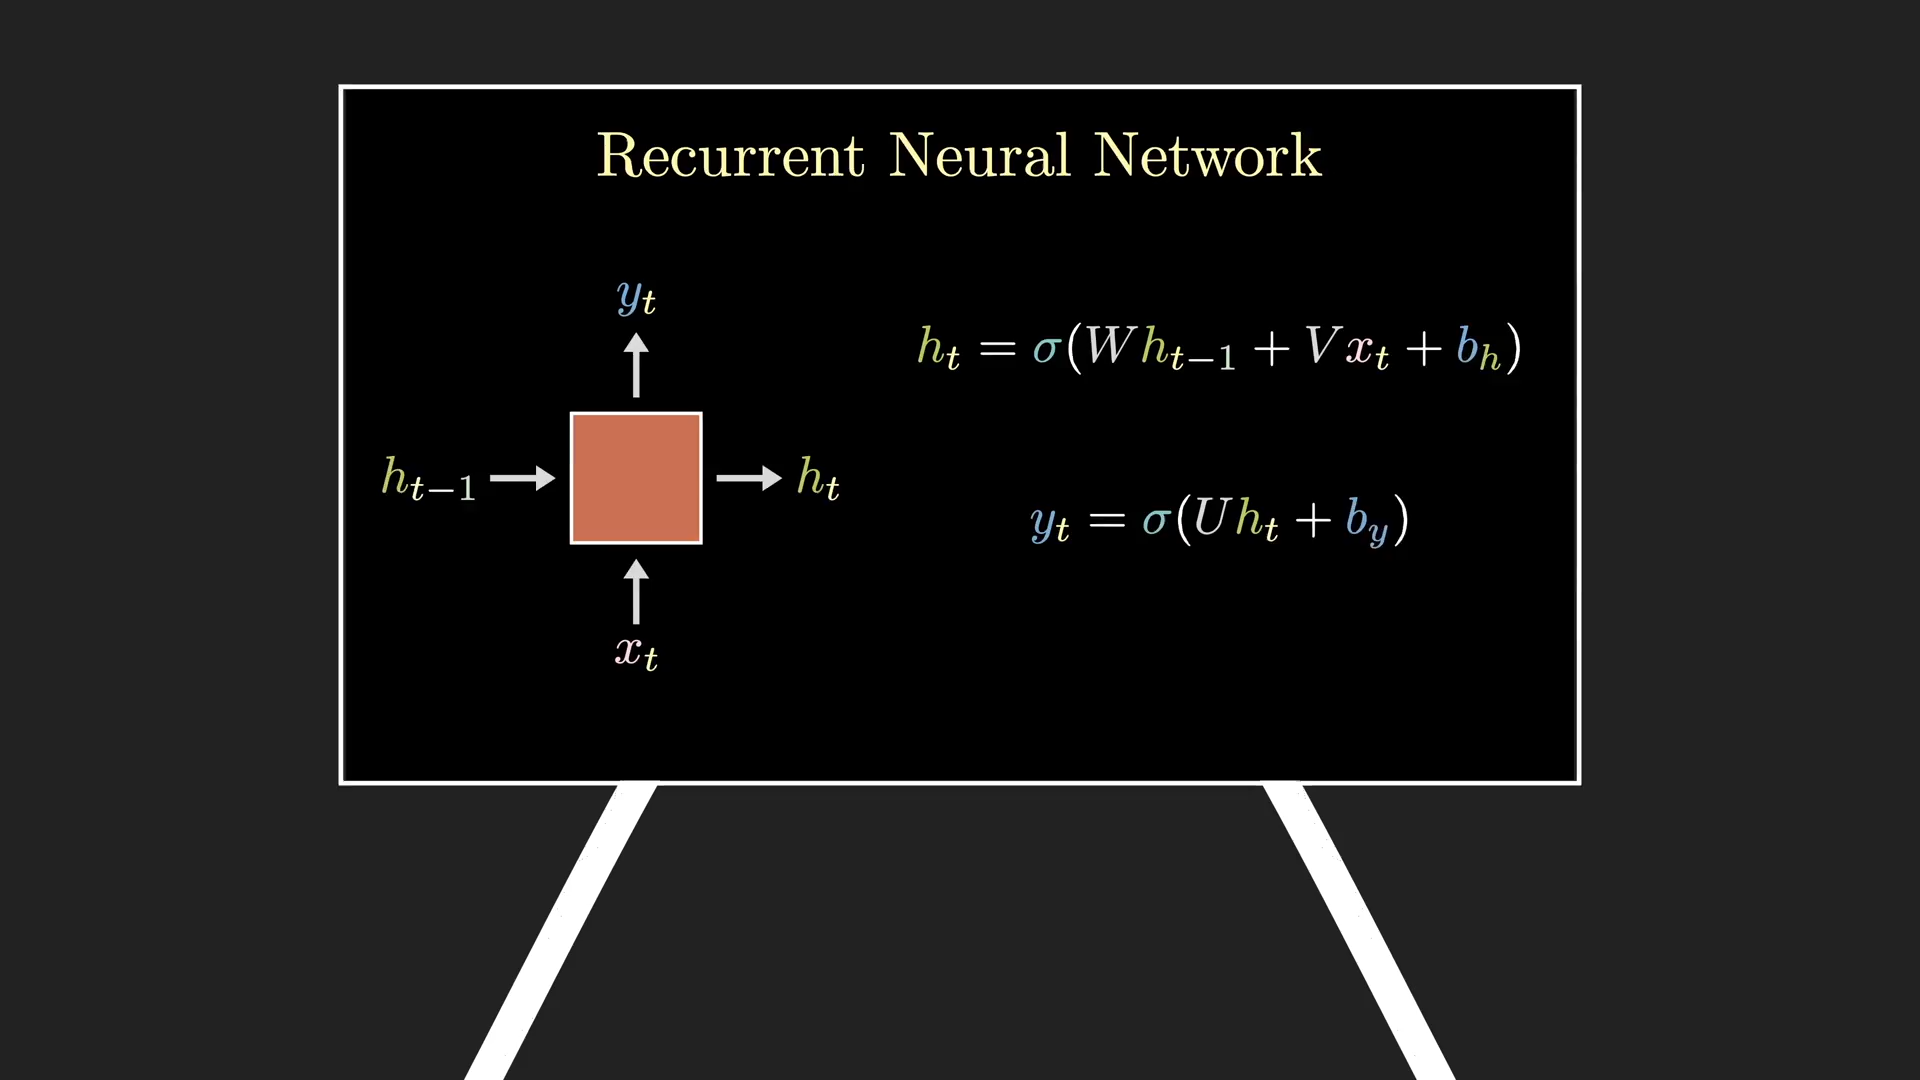 Recurrent Neural Network
y_t
h_t = σ(Wh_{t−1} + Vx_t + b_h)
h_{t−1}
h_t
y_t = σ(Uh_t + b_y)
x_t